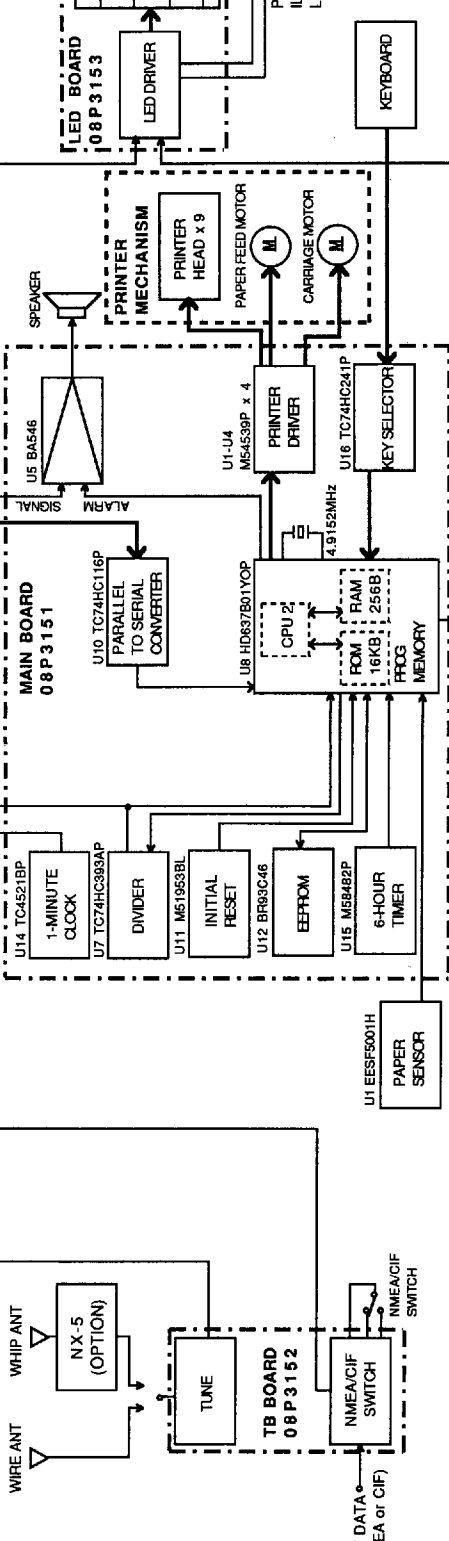 LED BOARD
08P3153
LED DRIVER
KEYBOARD
PRINTER
MECHANISM
PRINTER
HEAD x 9
PAPER FEED MOTOR
M
CARRIAGE MOTOR
M
SPEAKER
U5 BA546
SIGNAL
ALARM
U1-U4
M54539P x 4
PRINTER
DRIVER
U16 TC74HC241P
KEY SELECTOR
4.9152MHz
MAIN BOARD
08P3151
U10 TC74HC116P
PARALLEL
TO SERIAL
CONVERTER
U8 HD637B01YOP
CPU 2
RAM
256B
ROM
16KB
PROG
MEMORY
U14 TC4521BP
1-MINUTE
CLOCK
U7 TC74HC393AP
DIVIDER
U11 M51953BL
INITIAL
RESET
U12 BR93C46
EEPROM
U15 M58482P
6-HOUR
TIMER
U1 EESF5001H
PAPER
SENSOR
WHIP ANT
NX-5
(OPTION)
WIRE ANT
TUNE
TB BOARD
08P3152
NMEA/CIF
SWITCH
NMEA/CIF
SWITCH
DATA
EA or CIF)